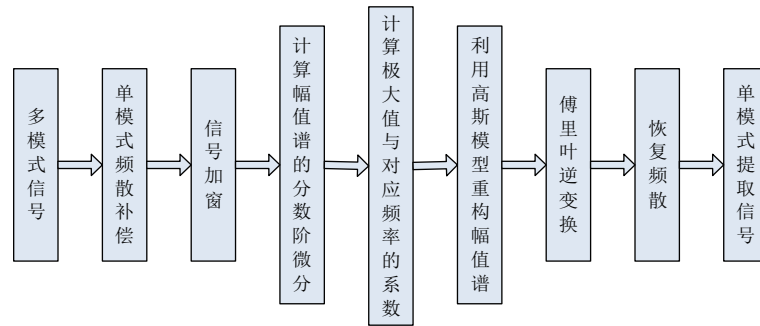 多模式信号
单模式频散补偿
信号加窗
计算幅值谱的分数阶微分
计算极大值与对应频率的系数
利用高斯模型重构幅值谱
傅里叶逆变换
恢复频散
单模式提取信号